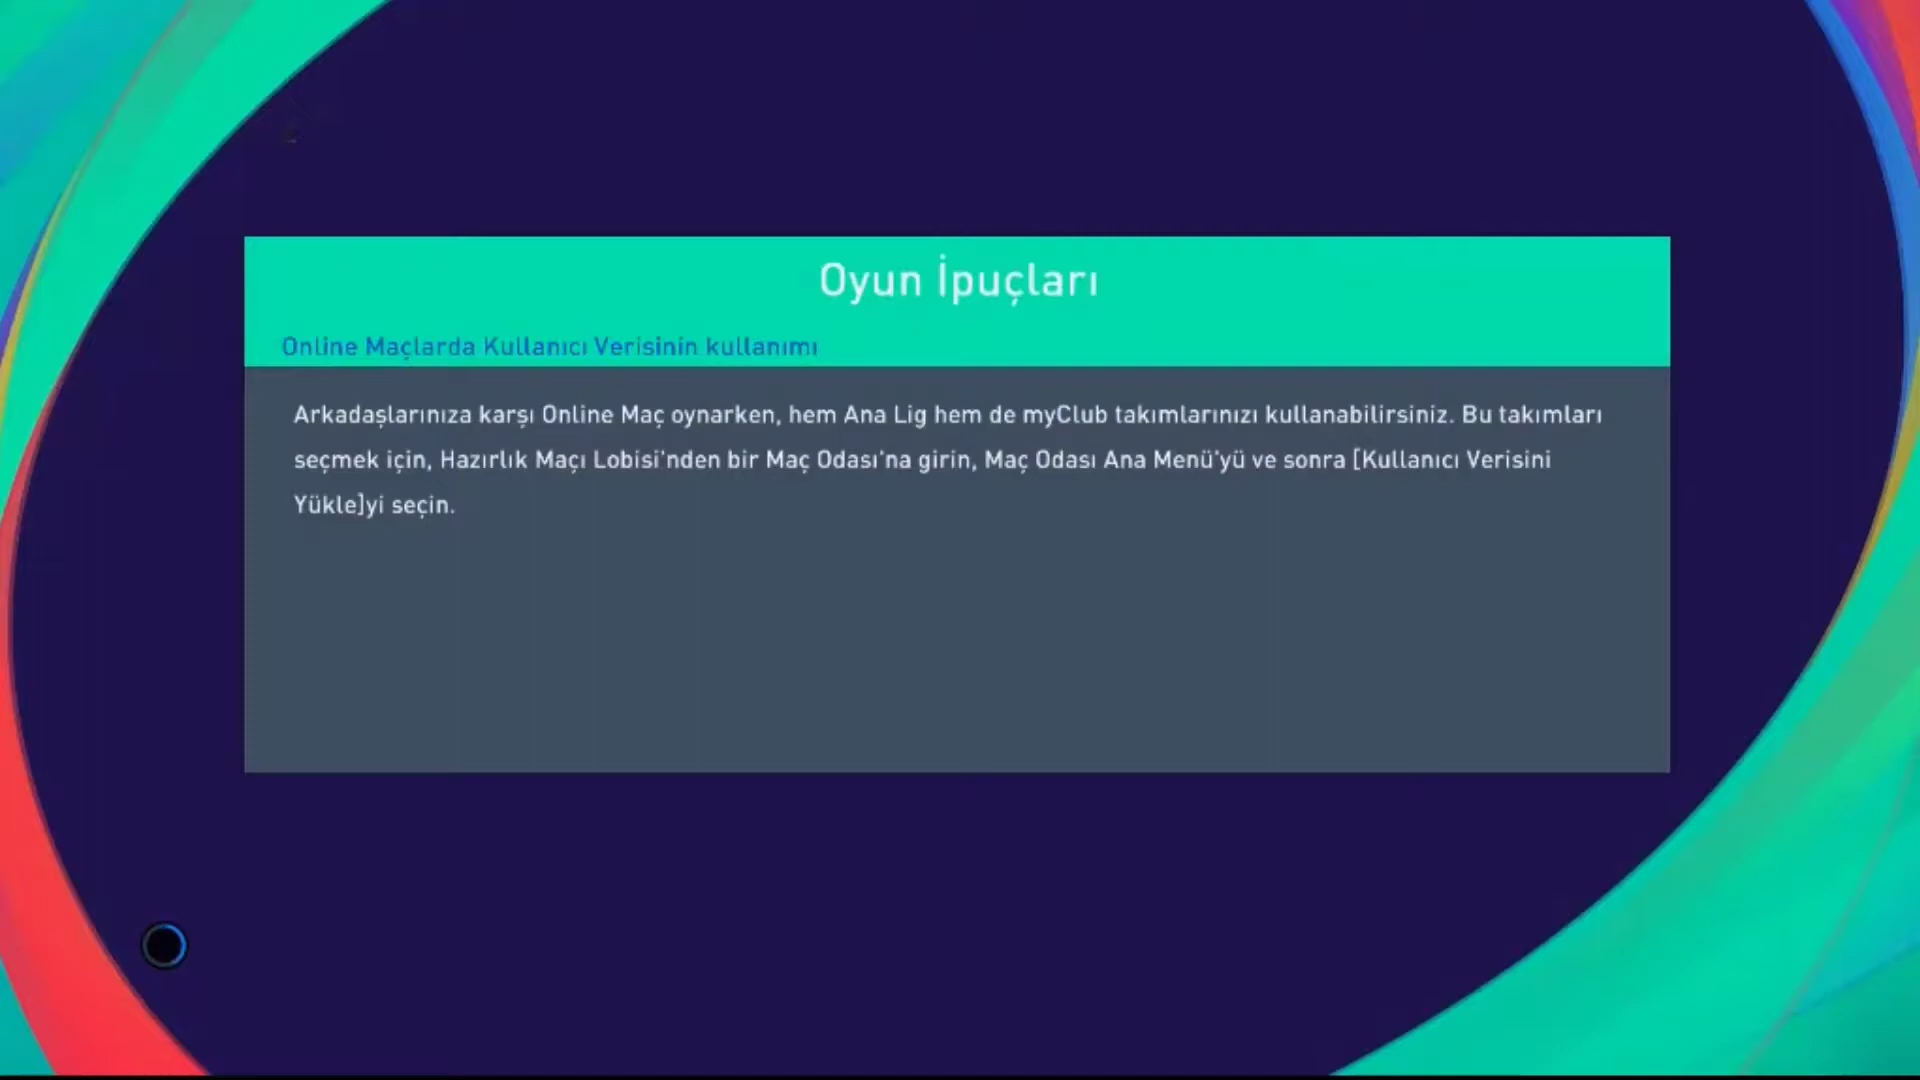 Oyun İpuçları
Online Maçlarda Kullanıcı Verisinin kullanımı
Arkadaşlarınıza karşı Online Maç oynarken, hem Ana Lig hem de myClub takımlarınızı kullanabilirsiniz. Bu takımları
seçmek için, Hazırlık Maçı Lobisi'nden bir Maç Odası'na girin, Maç Odası Ana Menü'yü ve sonra [Kullanıcı Verisini
Yükle]yi seçin.